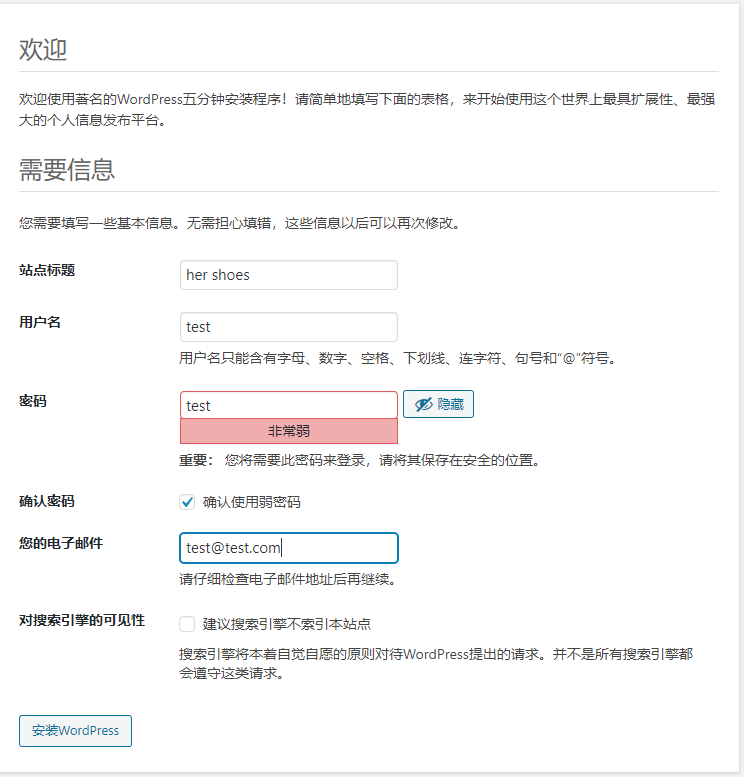 欢迎
欢迎使用著名的WordPress五分钟安装程序！请简单地填写下面的表格，来开始使用这个世界上最具扩展性、最强
大的个人信息发布平台。
需要信息
您需要填写一些基本信息。无需担心填错，这些信息以后可以再次修改。
站点标题
her shoes
用户名
test
用户名只能含有字母、数字、空格、下划线、连字符、句号和“@”符号。
密码
test
隐藏
非常弱
重要： 您将需要此密码来登录，请将其保存在安全的位置。
确认密码
确认使用弱密码
您的电子邮件
test@test.com
请仔细检查电子邮件地址后再继续。
对搜索引擎的可见性
建议搜索引擎不索引本站点
搜索引擎将本着自觉自愿的原则对待WordPress提出的请求。并不是所有搜索引擎都
会遵守这类请求。
安装WordPress